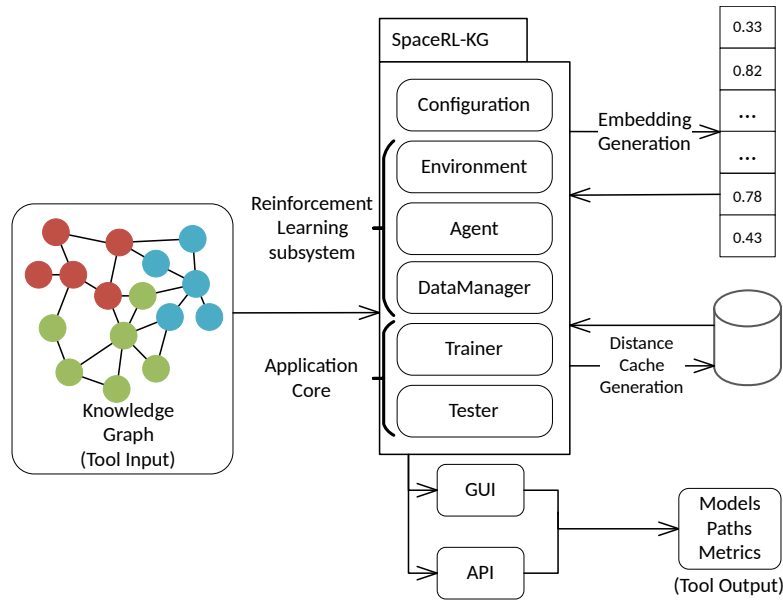 SpaceRL-KG
Configuration
Environment
Agent
DataManager
Trainer
Tester
Reinforcement
Learning
subsystem
Application
Core
Knowledge
Graph
(Tool Input)
Embedding
Generation
0.33
0.82
...
...
0.78
0.43
Distance
Cache
Generation
GUI
API
Models
Paths
Metrics
(Tool Output)